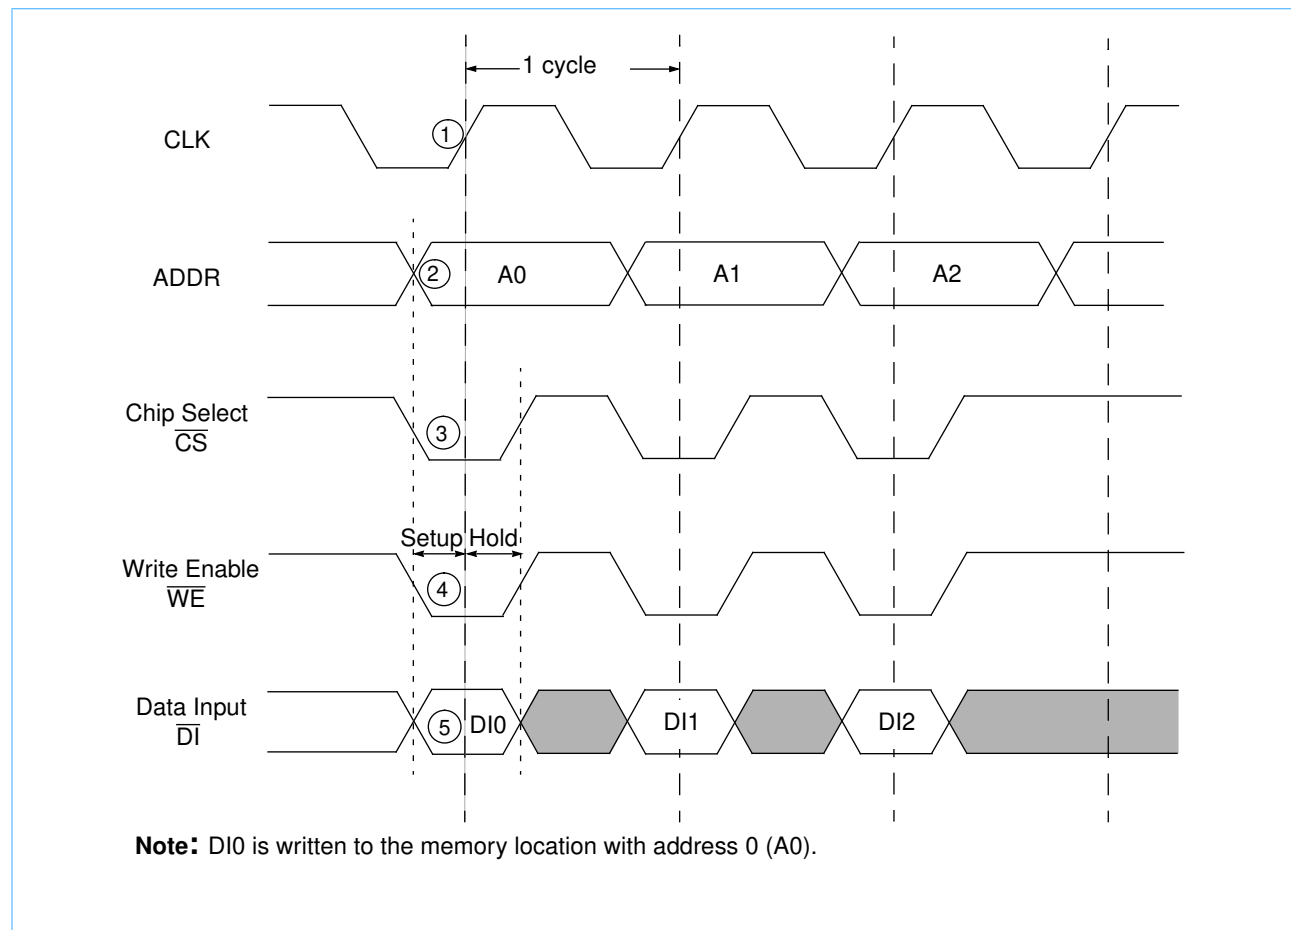 1 cycle
CLK
1
ADDR
2
A0
A1
A2
Chip Select
CS
3
Setup Hold
Write Enable
WE
4
Data Input
DI
5
DI0
DI1
DI2
Note: DI0 is written to the memory location with address 0 (A0).